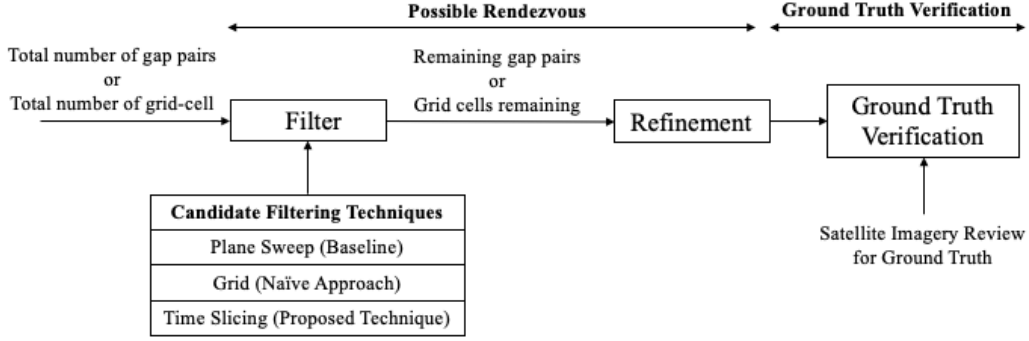 Possible Rendezvous
Ground Truth Verification
Total number of gap pairs
or
Total number of grid-cell
Remaining gap pairs
or
Grid cells remaining
Filter
Refinement
Ground Truth
Verification
Candidate Filtering Techniques
Plane Sweep (Baseline)
Grid (Naïve Approach)
Time Slicing (Proposed Technique)
Satellite Imagery Review
for Ground Truth